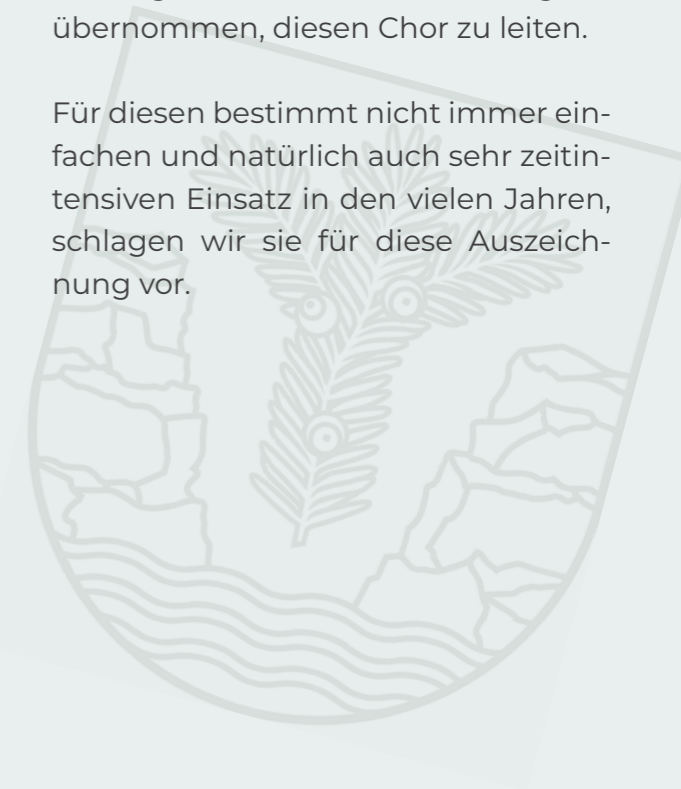 übernommen, diesen Chor zu leiten.
Für diesen bestimmt nicht immer ein-
fachen und natürlich auch sehr zeitin-
tensiven Einsatz in den vielen Jahren,
schlagen wir sie für diese Auszeich-
nung vor.